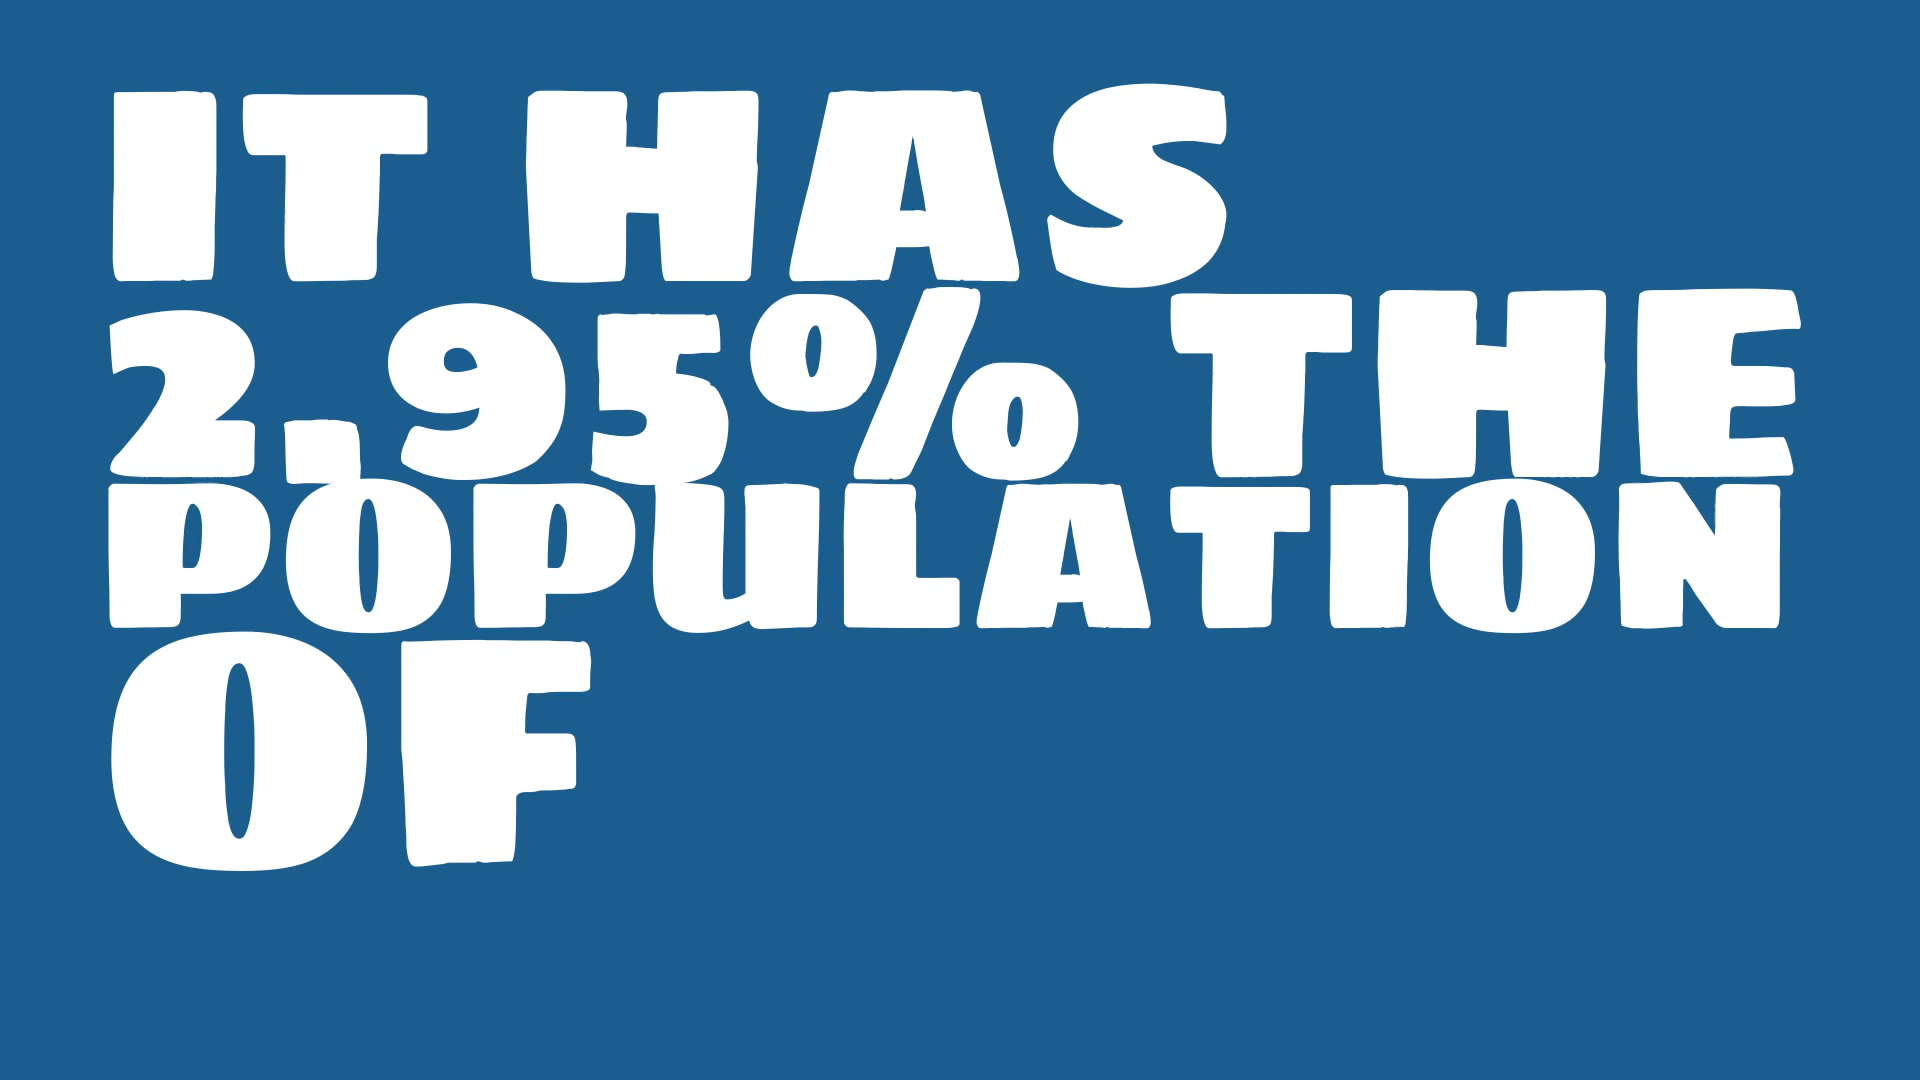 IT HAS
2,95% THE
POPULATION
OF